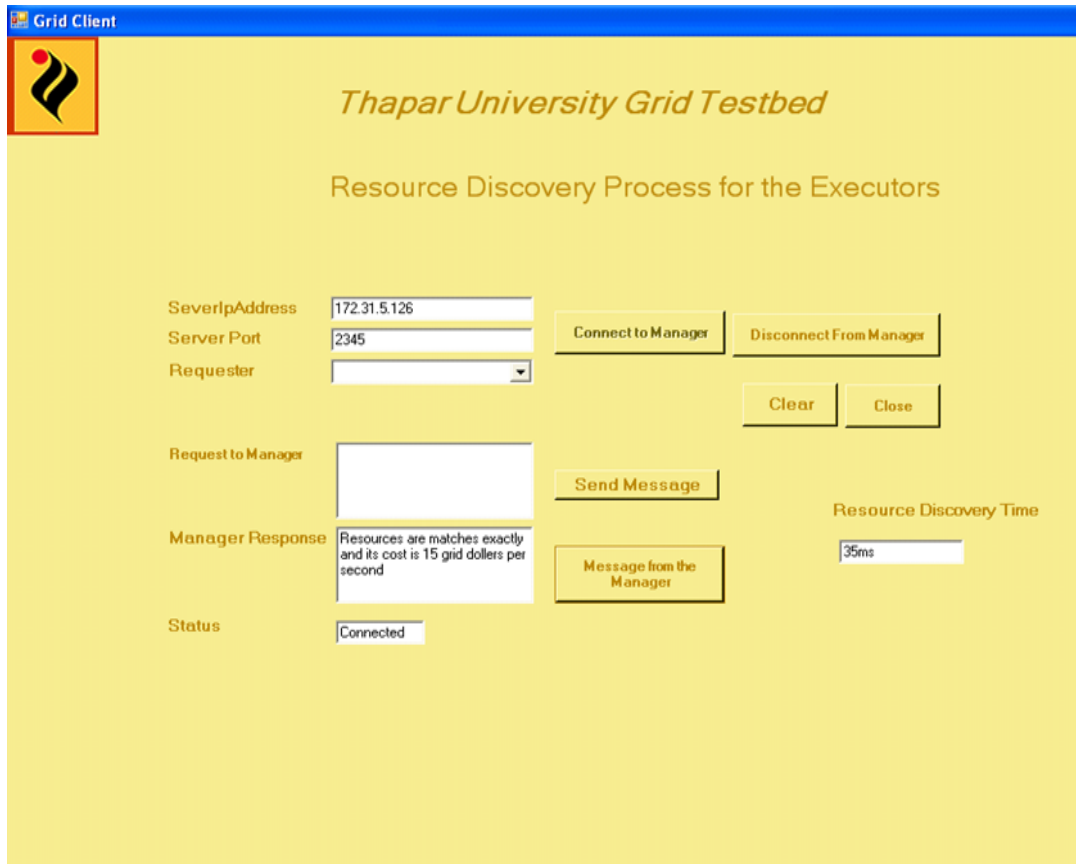 Grid Client
Thapar University Grid Testbed
Resource Discovery Process for the Executors
SeverIpAddress
172.31.5.126
Server Port
2345
Connect to Manager
Disconnect From Manager
Requester
Clear
Close
Request to Manager
Send Message
Resource Discovery Time
35ms
Manager Response
Resources are matches exactly
and its cost is 15 grid dollers per
second
Message from the
Manager
Status
Connected